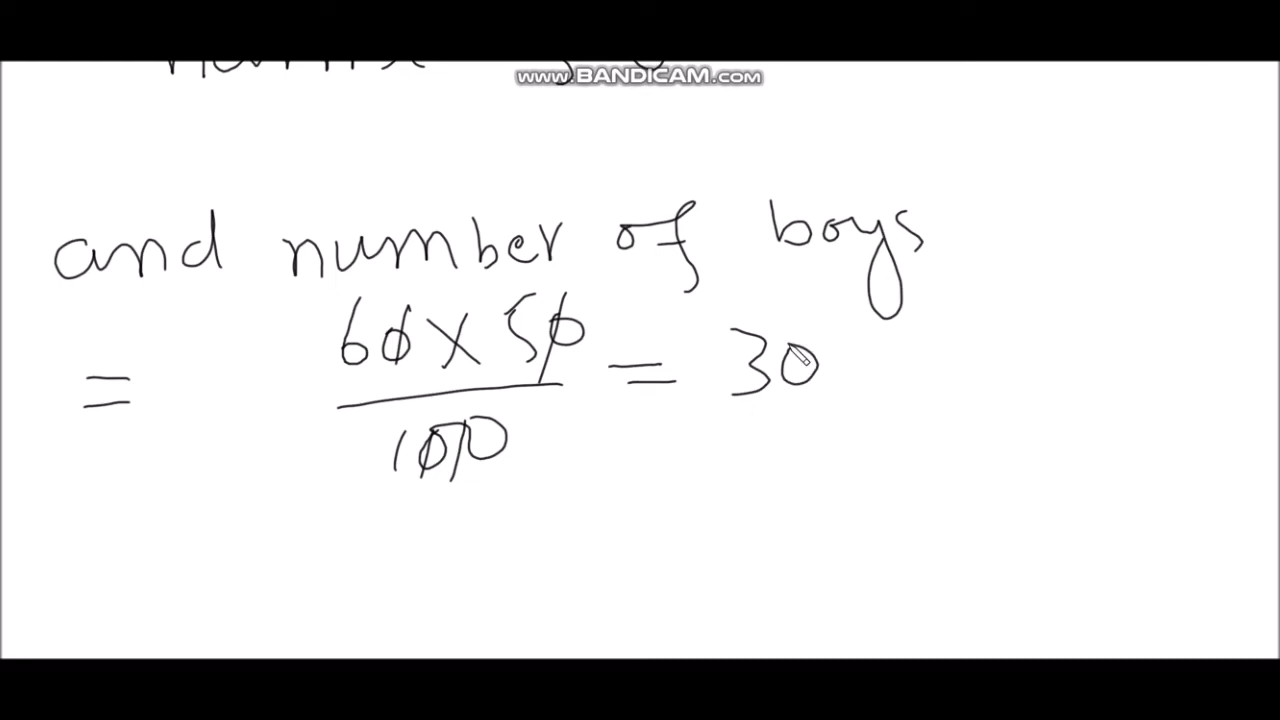 www.BANDICAM.com
and number of boys
= 60 x 50 / 100 = 30